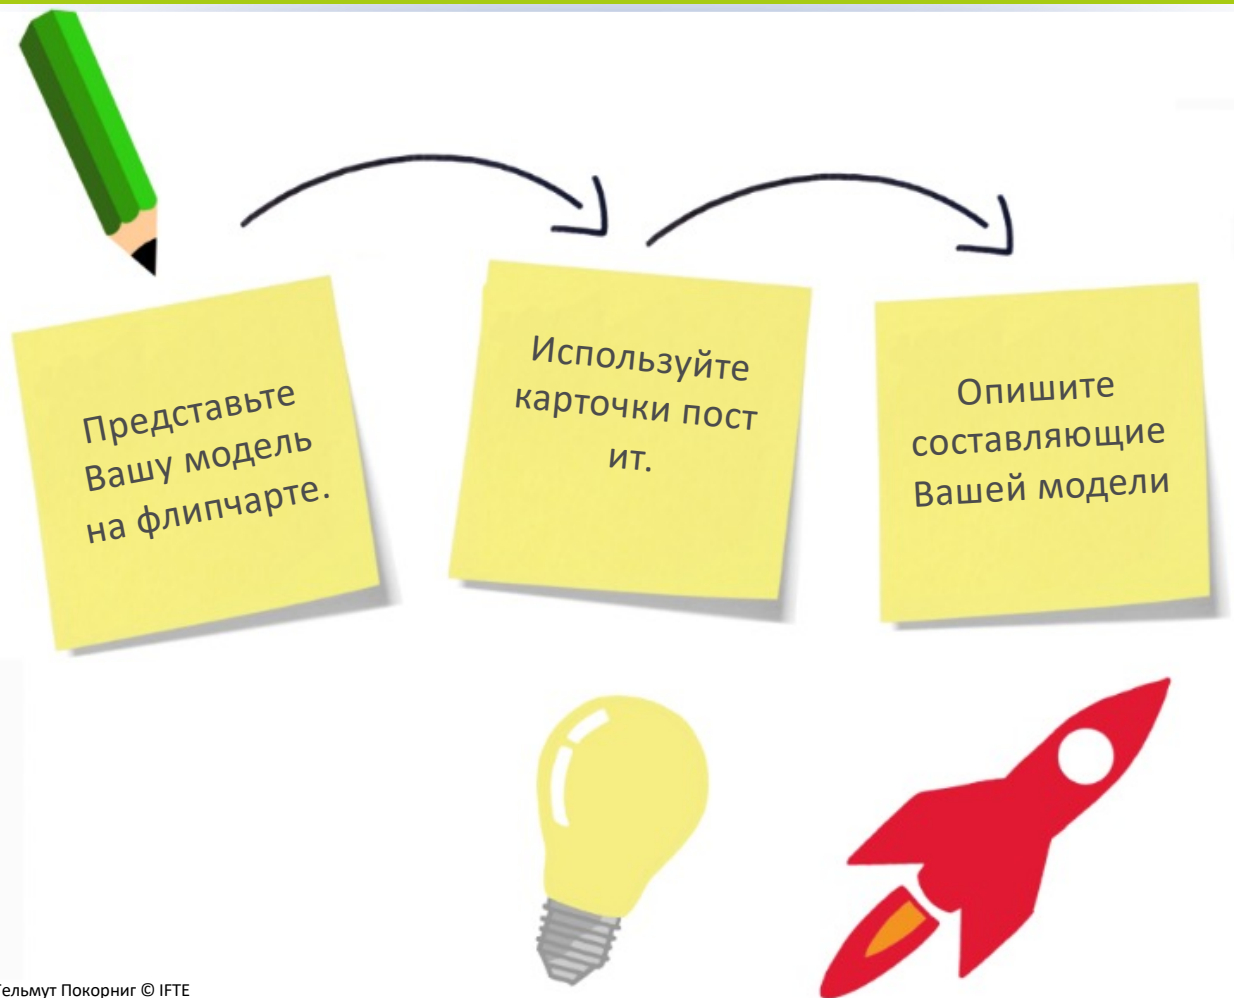 Представьте
Вашу модель
на флипчарте.
Используйте
карточки пост
ит.
Опишите
составляющие
Вашей модели
Гельмут Покорниг © IFTE